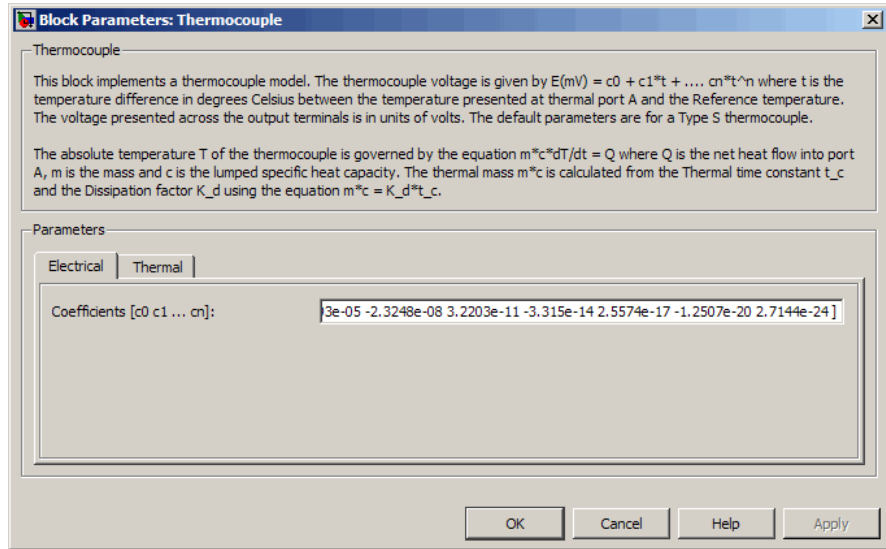 Block Parameters: Thermocouple
Thermocouple
This block implements a thermocouple model. The thermocouple voltage is given by E(mV) = c0 + c1*t + .... cn*t^n where t is the
temperature difference in degrees Celsius between the temperature presented at thermal port A and the Reference temperature.
The voltage presented across the output terminals is in units of volts. The default parameters are for a Type S thermocouple.
The absolute temperature T of the thermocouple is governed by the equation m*c*dT/dt = Q where Q is the net heat flow into port
A, m is the mass and c is the lumped specific heat capacity. The thermal mass m*c is calculated from the Thermal time constant t_c
and the Dissipation factor K_d using the equation m*c = K_d*t_c.
Parameters
Electrical Thermal
Coefficients [c0 c1 ... cn]: 3e-05 -2.3248e-08 3.2203e-11 -3.315e-14 2.5574e-17 -1.2507e-20 2.7144e-24 ]
OK Cancel Help Apply